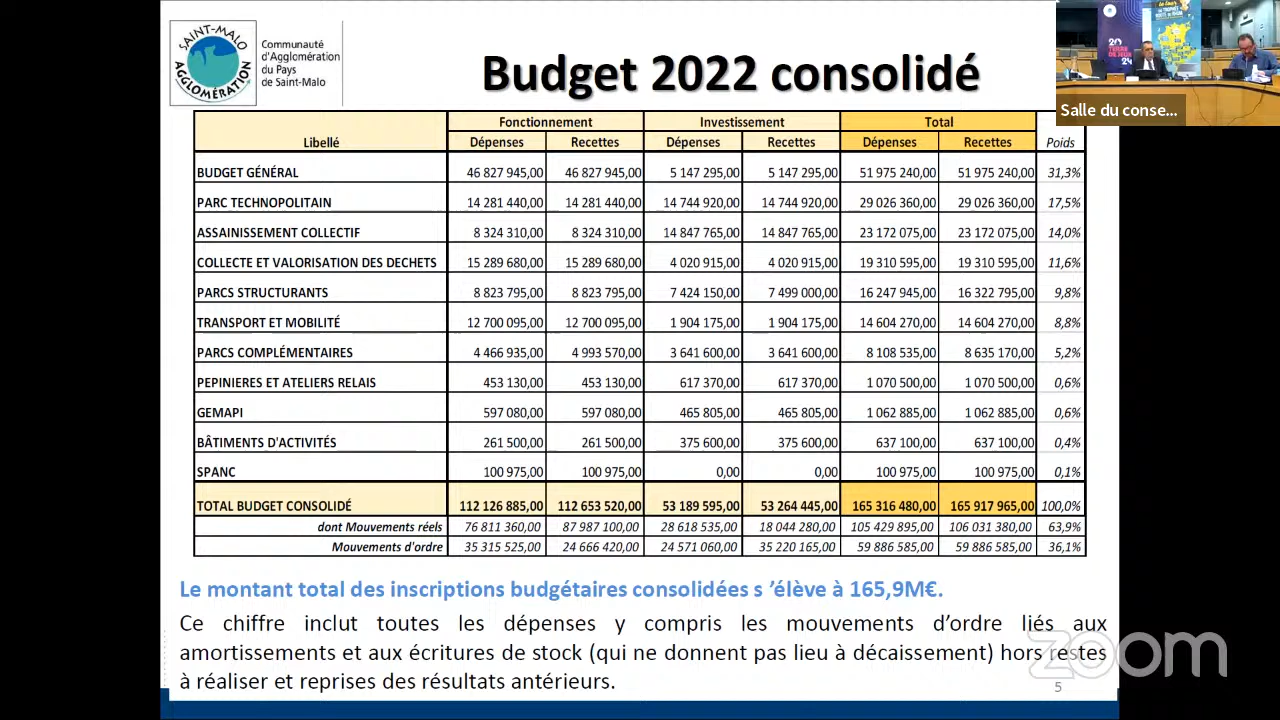 SAINT-MALO
AGGLOMÉRATION
Communauté
d'Agglomération
du Pays
de Saint-Malo
Budget 2022 consolidé
20
TERRE
DE JEUX
24
Salle du conse...
Fonctionnement Investissement Total
Libellé Dépenses Recettes Dépenses Recettes Dépenses Recettes Poids
BUDGET GÉNÉRAL 46 827 945,00 46 827 945,00 5 147 295,00 5 147 295,00 51 975 240,00 51 975 240,00 31,3%
PARC TECHNOPOLITAIN 14 281 440,00 14 281 440,00 14 744 920,00 14 744 920,00 29 026 360,00 29 026 360,00 17,5%
ASSAINISSEMENT COLLECTIF 8 324 310,00 8 324 310,00 14 847 765,00 14 847 765,00 23 172 075,00 23 172 075,00 14,0%
COLLECTE ET VALORISATION DES DECHETS 15 289 680,00 15 289 680,00 4 020 915,00 4 020 915,00 19 310 595,00 19 310 595,00 11,6%
PARCS STRUCTURANTS 8 823 795,00 8 823 795,00 7 424 150,00 7 499 000,00 16 247 945,00 16 322 795,00 9,8%
TRANSPORT ET MOBILITÉ 12 700 095,00 12 700 095,00 1 904 175,00 1 904 175,00 14 604 270,00 14 604 270,00 8,8%
PARCS COMPLÉMENTAIRES 4 466 935,00 4 993 570,00 3 641 600,00 3 641 600,00 8 108 535,00 8 635 170,00 5,2%
PEPINIERES ET ATELIERS RELAIS 453 130,00 453 130,00 617 370,00 617 370,00 1 070 500,00 1 070 500,00 0,6%
GEMAPI 597 080,00 597 080,00 465 805,00 465 805,00 1 062 885,00 1 062 885,00 0,6%
BÂTIMENTS D'ACTIVITÉS 261 500,00 261 500,00 375 600,00 375 600,00 637 100,00 637 100,00 0,4%
SPANC 100 975,00 100 975,00 0,00 0,00 100 975,00 100 975,00 0,1%
TOTAL BUDGET CONSOLIDÉ 112 126 885,00 112 653 520,00 53 189 595,00 53 264 445,00 165 316 480,00 165 917 965,00 100,0%
dont Mouvements réels 76 811 360,00 87 987 100,00 28 618 535,00 18 044 280,00 105 429 895,00 106 031 380,00 63,9%
Mouvements d'ordre 35 315 525,00 24 666 420,00 24 571 060,00 35 220 165,00 59 886 585,00 59 886 585,00 36,1%
Le montant total des inscriptions budgétaires consolidées s ’élève à 165,9M€.
Ce chiffre inclut toutes les dépenses y compris les mouvements d’ordre liés aux
amortissements et aux écritures de stock (qui ne donnent pas lieu à décaissement) hors restes
à réaliser et reprises des résultats antérieurs.
zoom
5